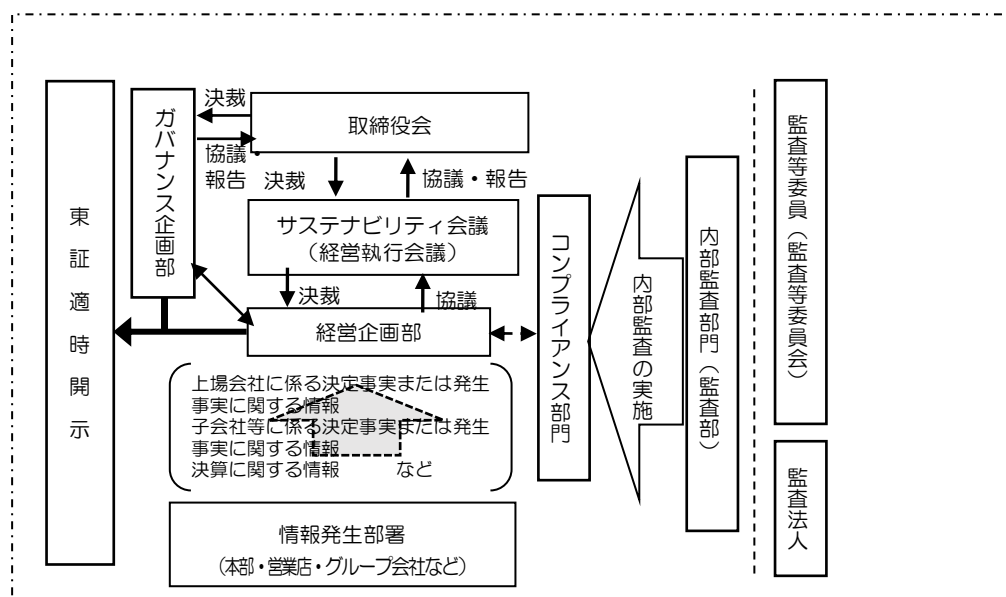 東証適時開示
ガバナンス企画部
決裁
協議・
報告
取締役会
決裁
協議・報告
サステナビリティ会議
（経営執行会議）
決裁
協議
経営企画部
上場会社に係る決定事実または発生
事実に関する情報
子会社等に係る決定事実または発生
事実に関する情報
決算に関する情報　　　など
情報発生部署
（本部・営業店・グループ会社など）
コンプライアンス部門
内部監査の実施
内部監査部門（監査部）
監査等委員（監査等委員会）
監査法人